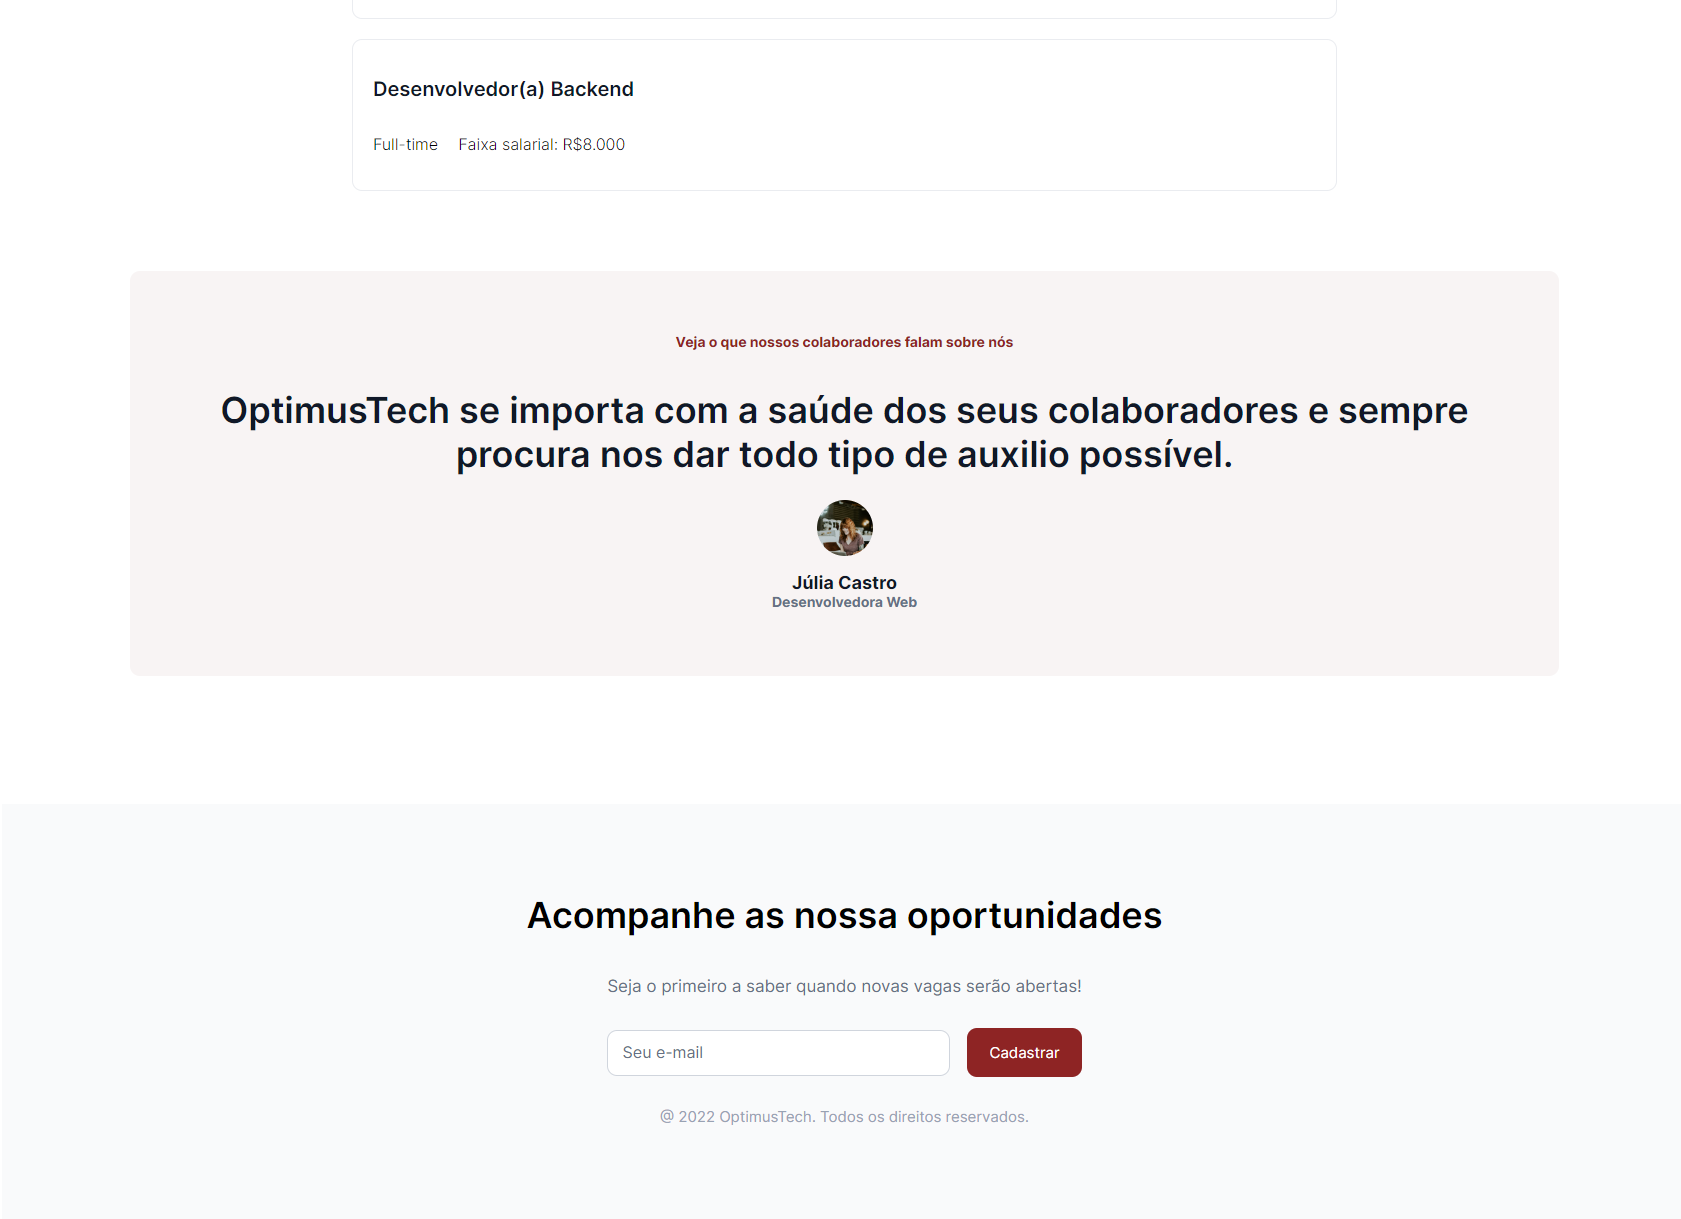 Desenvolvedor(a) Backend
Full-time Faixa salarial: R$8.000
Veja o que nossos colaboradores falam sobre nós
OptimusTech se importa com a saúde dos seus colaboradores e sempre
procura nos dar todo tipo de auxilio possível.
Júlia Castro
Desenvolvedora Web
Acompanhe as nossa oportunidades
Seja o primeiro a saber quando novas vagas serão abertas!
Seu e-mail
Cadastrar
@ 2022 OptimusTech. Todos os direitos reservados.